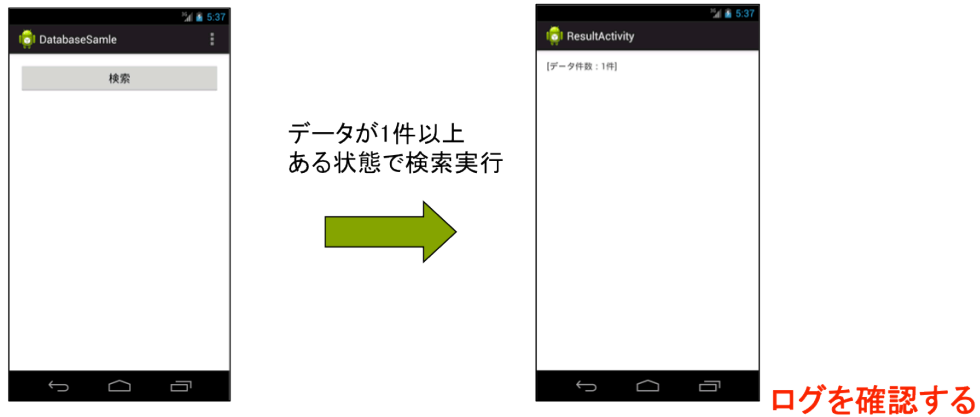 5:37
DatabaseSamle
検索
データが1件以上
ある状態で検索実行
5:37
ResultActivity
[データ件数：1件]
ログを確認する